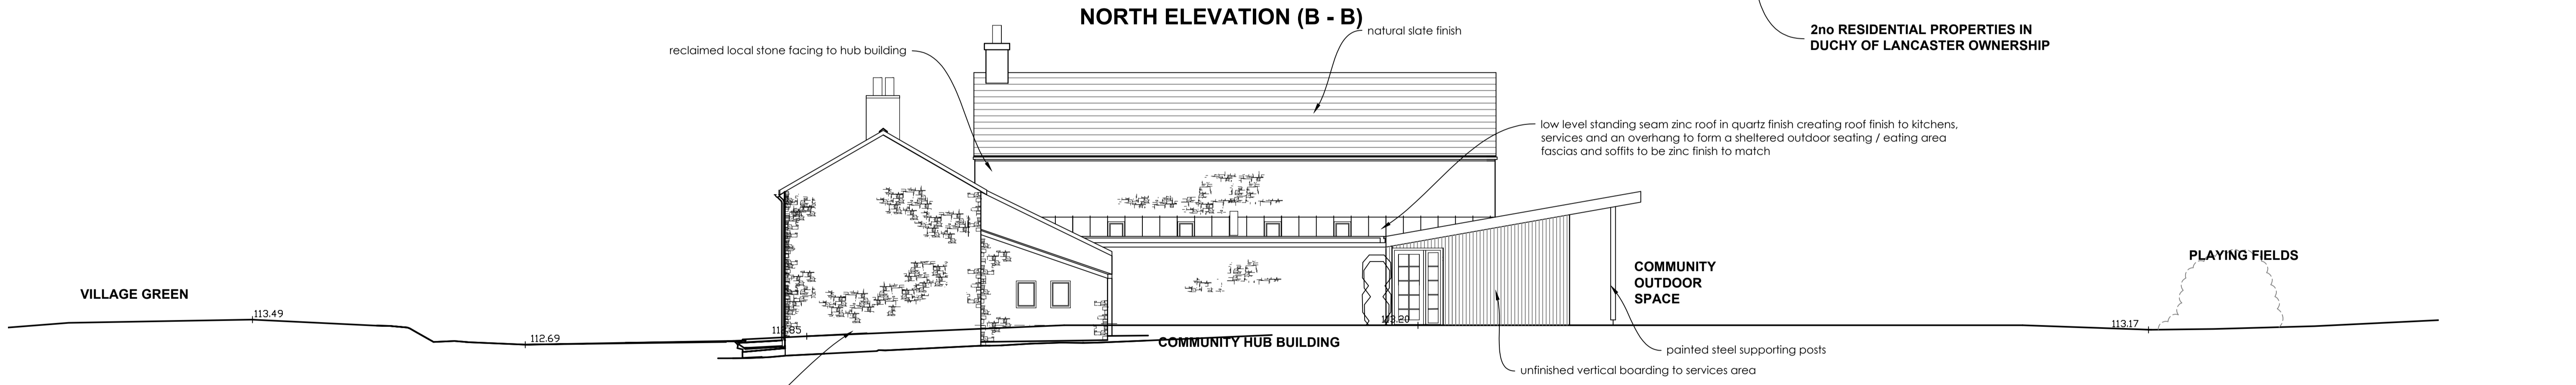 NORTH ELEVATION (B - B)
2no RESIDENTIAL PROPERTIES IN
DUCHY OF LANCASTER OWNERSHIP
natural slate finish
reclaimed local stone facing to hub building
low level standing seam zinc roof in quartz finish creating roof finish to kitchens,
services and an overhang to form a sheltered outdoor seating / eating area
fascias and soffits to be zinc finish to match
PLAYING FIELDS
COMMUNITY
OUTDOOR
SPACE
VILLAGE GREEN
113.49
113.20
113.17
112.69
COMMUNITY HUB BUILDING
painted steel supporting posts
unfinished vertical boarding to services area